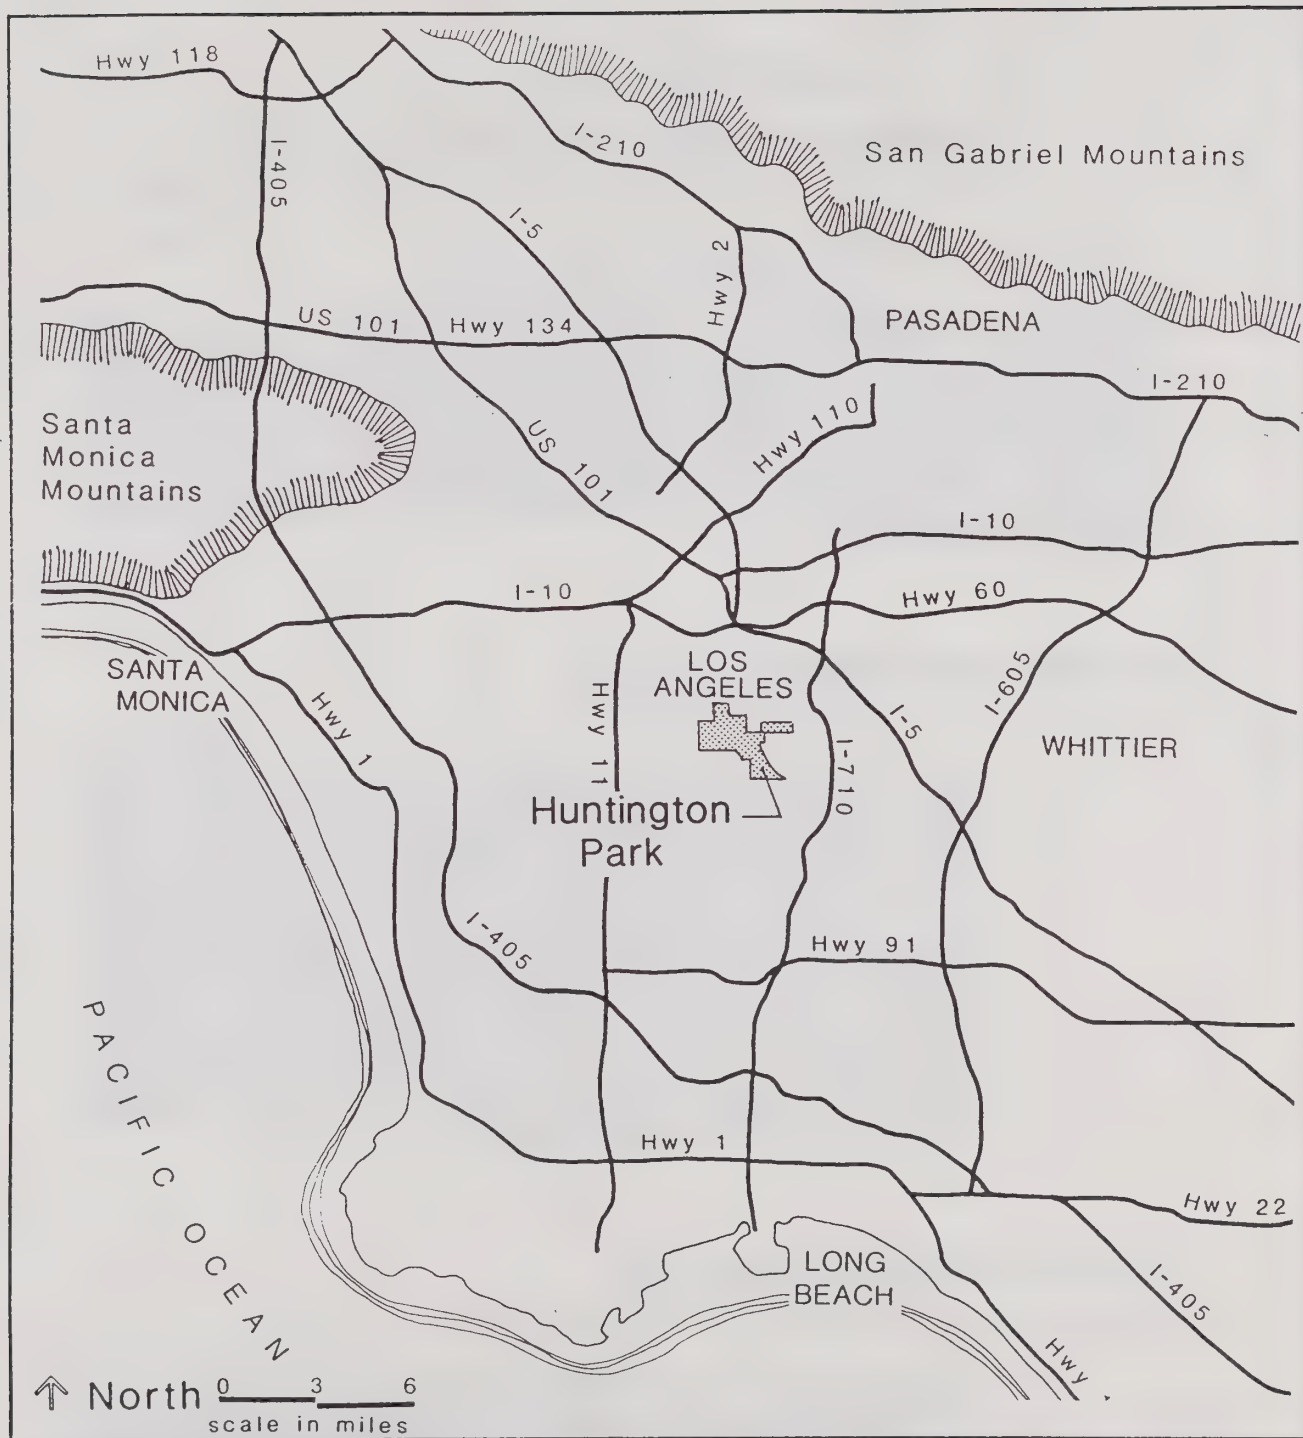 Hwy 118
I-405
I-210
San Gabriel Mountains
I-5
Hwy 2
US 101
Hwy 134
PASADENA
I-210
Santa
Monica
Mountains
US 101
Hwy 110
I-10
I-10
Hwy 60
SANTA
MONICA
LOS
ANGELES
I-605
Hwy 1
Hwy 11
I-710
I-5
WHITTIER
Huntington
Park
I-405
Hwy 91
PACIFIC OCEAN
Hwy 1
Hwy 22
LONG
BEACH
I-405
Hwy
North
0 3 6
scale in miles